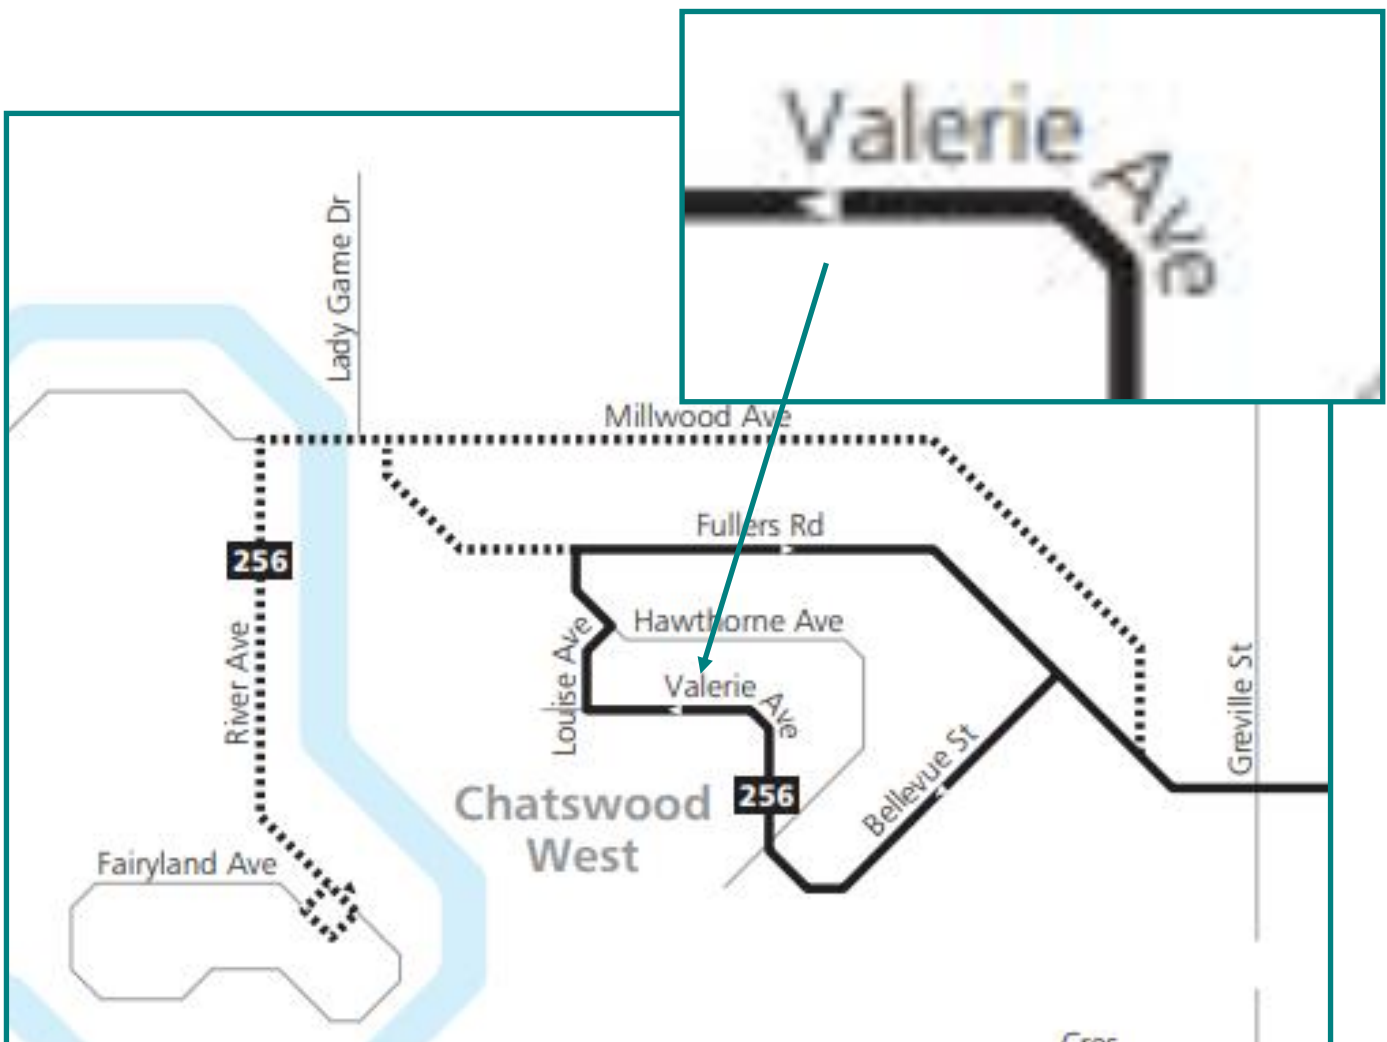 Valerie Ave
Lady Game Dr
Millwood Ave
Fullers Rd
256
Hawthorne Ave
River Ave
Louise Ave
Valerie Ave
Greville St
Bellevue St
256
Chatswood
West
Fairyland Ave